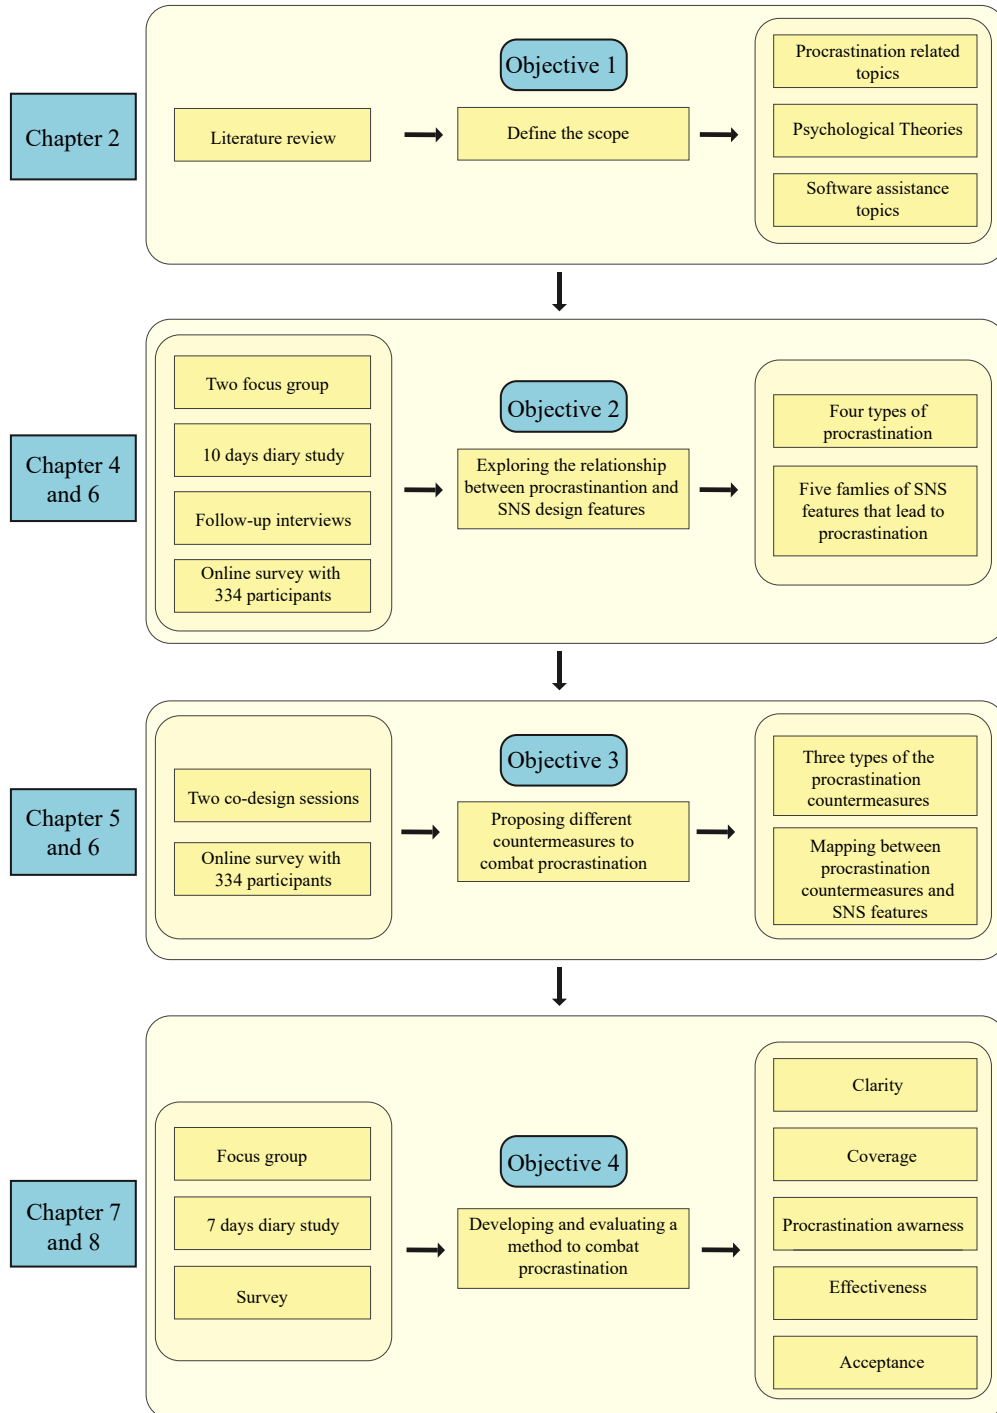 Chapter 2
Literature review
Objective 1
Define the scope
Procrastination related
topics
Psychological Theories
Software assistance
topics
Chapter 4
and 6
Two focus group
10 days diary study
Follow-up interviews
Online survey with
334 participants
Objective 2
Exploring the relationship
between procrastinantion and
SNS design features
Four types of
procrastination
Five famlies of SNS
features that lead to
procrastination
Chapter 5
and 6
Two co-design sessions
Online survey with
334 participants
Objective 3
Proposing different
countermeasures to
combat procrastination
Three types of the
procrastination
countermeasures
Mapping between
procrastination
countermeasures and
SNS features
Chapter 7
and 8
Focus group
7 days diary study
Survey
Objective 4
Developing and evaluating a
method to combat
procrastination
Clarity
Coverage
Procrastination awarness
Effectiveness
Acceptance